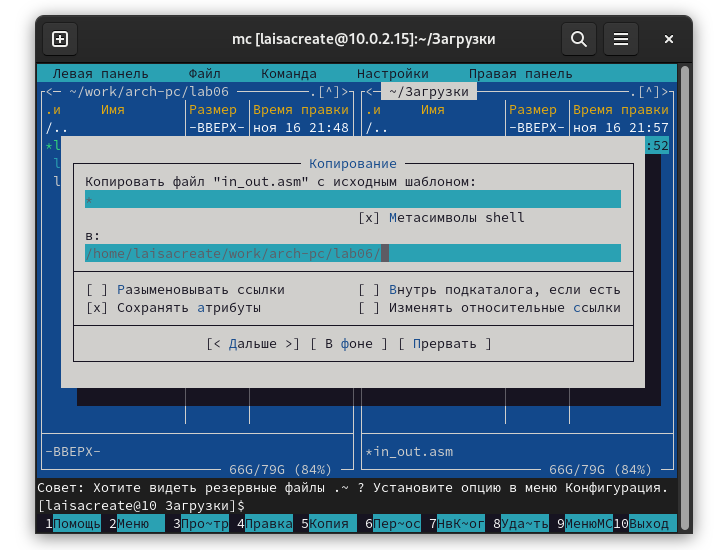 mc [laisacreate@10.0.2.15]:~/Загрузки
Левая панель Файл Команда Настройки Правая панель
<— ~/work/arch-pc/lab06 .[^]> <— ~/Загрузки .[^]>
.и Имя Размер Время правки .и Имя Размер Время правки
/.. -ВВЕРХ- ноя 16 21:48 /.. -ВВЕРХ- ноя 16 21:57
*l :52
l
l
Копирование
Копировать файл "in_out.asm" с исходным шаблоном:
*
[x] Метасимволы shell
в:
/home/laisacreate/work/arch-pc/lab06/
[ ] Разыменовывать ссылки [ ] Внутрь подкаталога, если есть
[x] Сохранять атрибуты [ ] Изменять относительные ссылки
[< Дальше >] [ В фоне ] [ Прервать ]
-ВВЕРХ- *in_out.asm
66G/79G (84%) 66G/79G (84%)
Совет: Хотите видеть резервные файлы .~ ? Установите опцию в меню Конфигурация.
[laisacreate@10 Загрузки]$
1Помощь 2Меню 3Про~тр 4Правка 5Копия 6Пер~ос 7НвК~ог 8Уда~ть 9МенюMC 10Выход